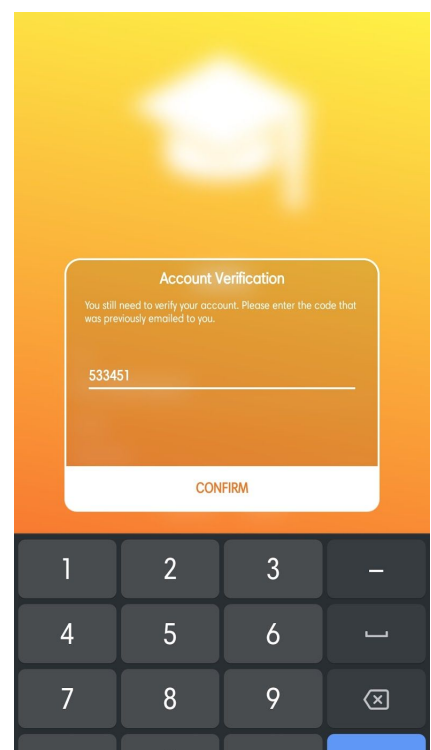 Account Verification
You still need to verify your account. Please enter the code that
was previously emailed to you.
533451
CONFIRM
1 2 3 –
4 5 6
7 8 9